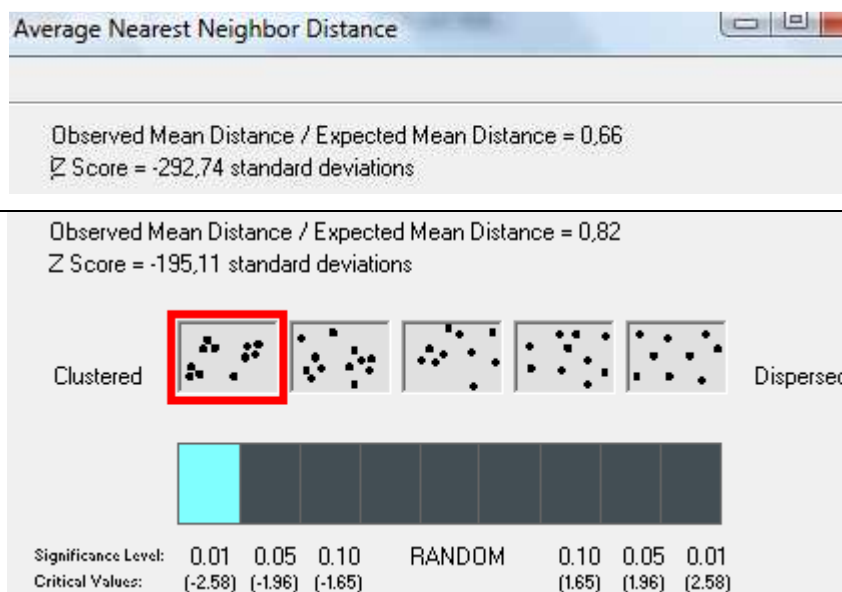 Average Nearest Neighbor Distance
Observed Mean Distance / Expected Mean Distance = 0,66
Z Score = -292,74 standard deviations
Observed Mean Distance / Expected Mean Distance = 0,82
Z Score = -195,11 standard deviations
Clustered Dispersed
Significance Level: 0.01 0.05 0.10 RANDOM 0.10 0.05 0.01
Critical Values: (-2.58) (-1.96) (-1.65) (1.65) (1.96) (2.58)